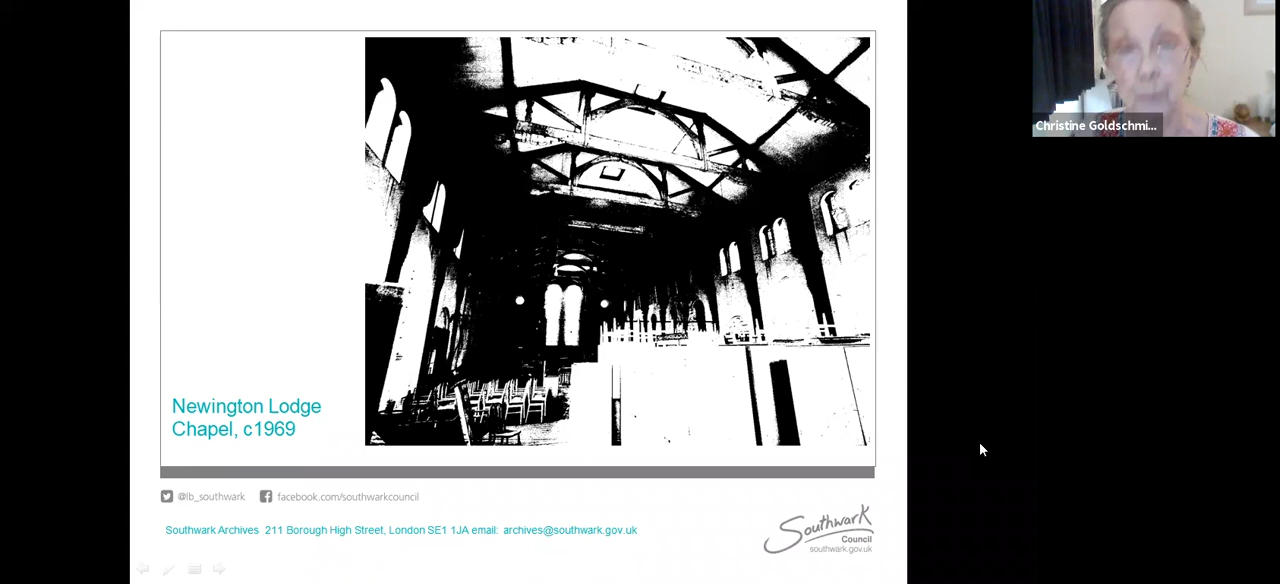 Christine Goldschmi...
Newington Lodge
Chapel, c1969
@lb_southwark facebook.com/southwarkcouncil
Southwark Archives 211 Borough High Street, London SE1 1JA email: archives@southwark.gov.uk
Southwark
Council
southwark.gov.uk